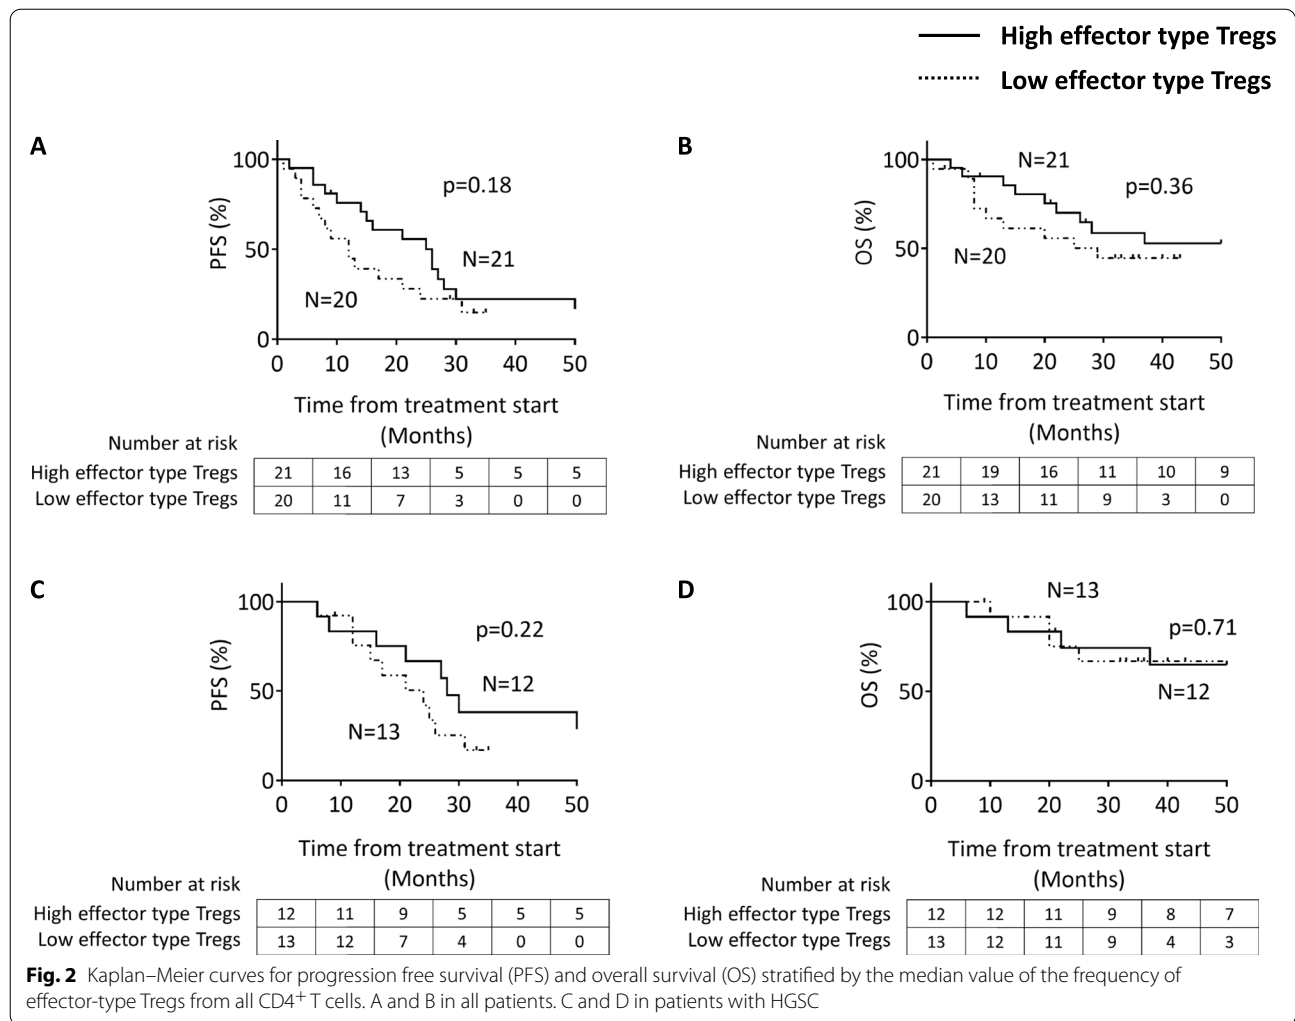 High effector type Tregs
Low effector type Tregs
A
100
50
0
PFS (%)
p=0.18
N=21
N=20
0 10 20 30 40 50
Time from treatment start
(Months)
Number at risk
High effector type Tregs 21 16 13 5 5 5
Low effector type Tregs 20 11 7 3 0 0
B
100
50
0
OS (%)
N=21
p=0.36
N=20
0 10 20 30 40 50
Time from treatment start
(Months)
Number at risk
High effector type Tregs 21 19 16 11 10 9
Low effector type Tregs 20 13 11 9 3 0
C
100
50
0
PFS (%)
p=0.22
N=12
N=13
0 10 20 30 40 50
Time from treatment start
(Months)
Number at risk
High effector type Tregs 12 11 9 5 5 5
Low effector type Tregs 13 12 7 4 0 0
D
100
50
0
OS (%)
N=13
p=0.71
N=12
0 10 20 30 40 50
Time from treatment start
(Months)
Number at risk
High effector type Tregs 12 12 11 9 8 7
Low effector type Tregs 13 12 11 9 4 3
Fig. 2 Kaplan–Meier curves for progression free survival (PFS) and overall survival (OS) stratified by the median value of the frequency of
effector-type Tregs from all CD4⁺ T cells. A and B in all patients. C and D in patients with HGSC